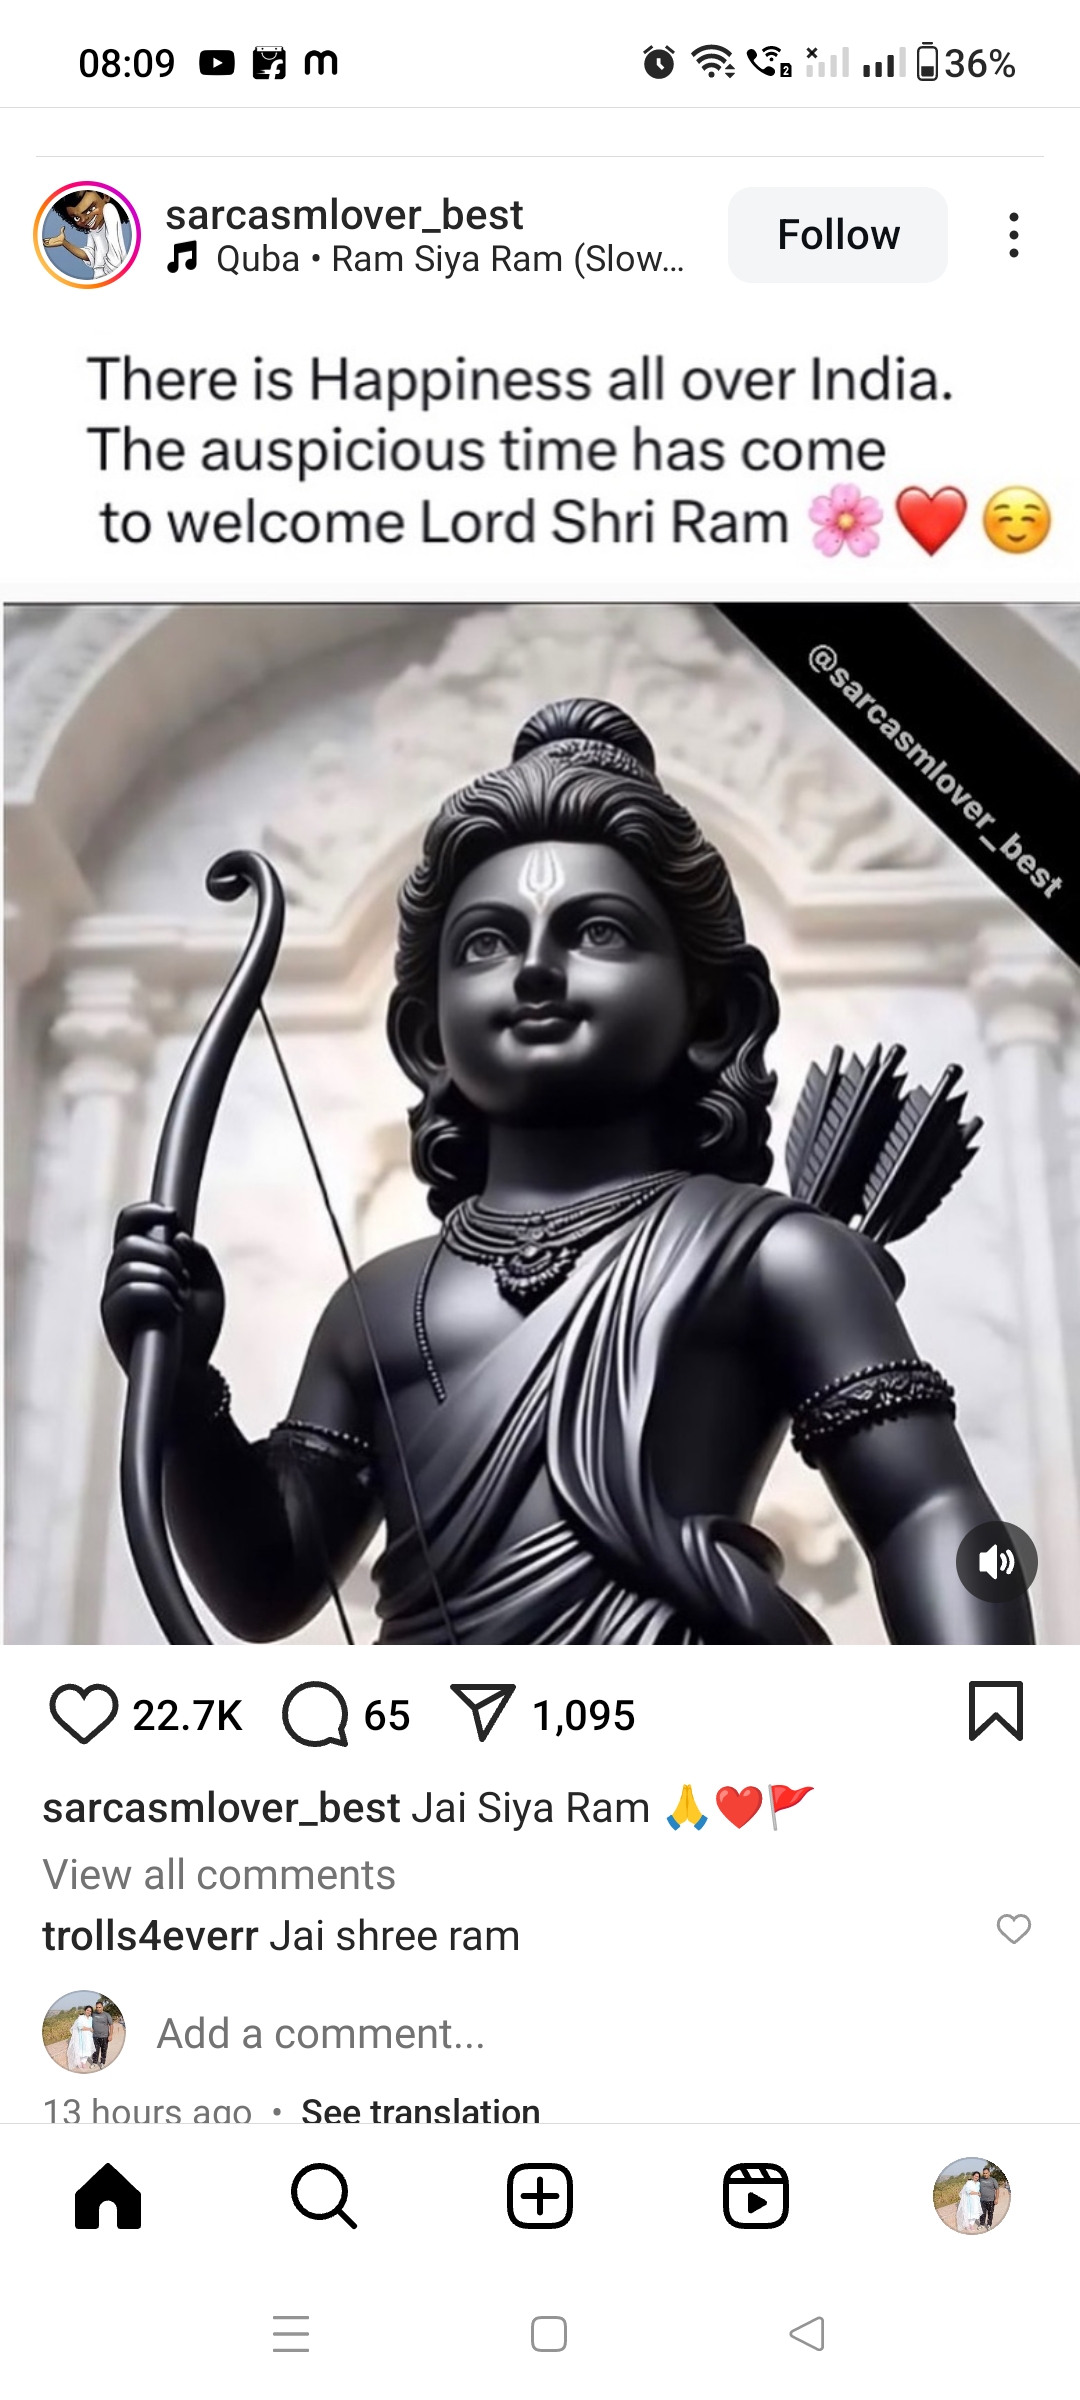 08:09
36%
sarcasmlover_best
Quba • Ram Siya Ram (Slow...
Follow
There is Happiness all over India.
The auspicious time has come
to welcome Lord Shri Ram 🌸❤️☺️
@sarcasmlover_best
22.7K 65 1,095
sarcasmlover_best Jai Siya Ram 🙏❤️🚩
View all comments
trolls4everr Jai shree ram
Add a comment...
13 hours ago • See translation